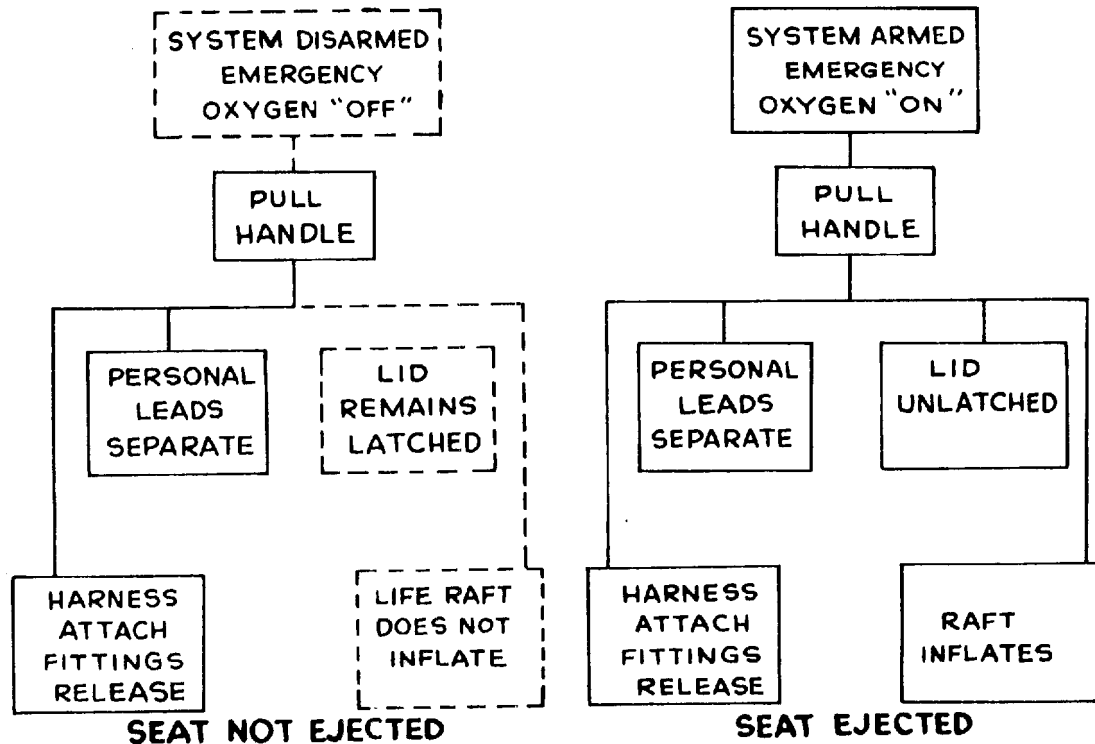 SYSTEM DISARMED
EMERGENCY
OXYGEN "OFF"
PULL
HANDLE
PERSONAL
LEADS
SEPARATE
LID
REMAINS
LATCHED
HARNESS
ATTACH
FITTINGS
RELEASE
LIFE RAFT
DOES NOT
INFLATE
SEAT NOT EJECTED
SYSTEM ARMED
EMERGENCY
OXYGEN "ON"
PULL
HANDLE
PERSONAL
LEADS
SEPARATE
LID
UNLATCHED
HARNESS
ATTACH
FITTINGS
RELEASE
RAFT
INFLATES
SEAT EJECTED